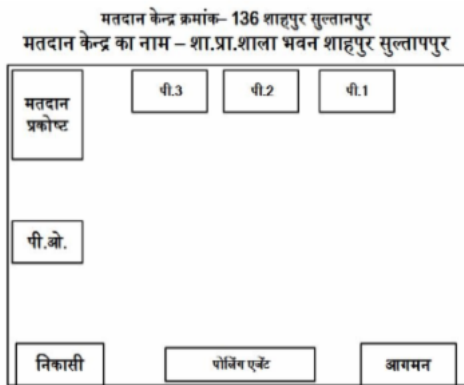 मतदान केन्द्र क्रमांक– 136 शाहपुर सुल्तानपुर
मतदान केन्द्र का नाम – शा.प्रा.शाला भवन शाहपुर सुल्तापपुर
मतदान
प्रकोष्ट
पी.3
पी.2
पी.1
पी.ओ.
निकासी
पोजिंग एजेंट
आगमन